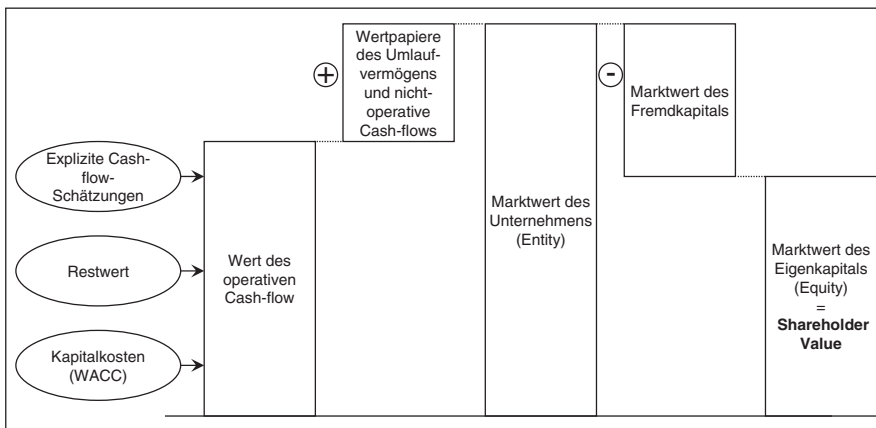 Explizite Cash-
flow-
Schätzungen
Restwert
Kapitalkosten
(WACC)
Wert des
operativen
Cash-flow
+
Wertpapiere
des Umlauf-
vermögens
und nicht-
operative
Cash-flows
Marktwert des
Unternehmens
(Entity)
-
Marktwert des
Fremdkapitals
Marktwert des
Eigenkapitals
(Equity)
=
Shareholder
Value